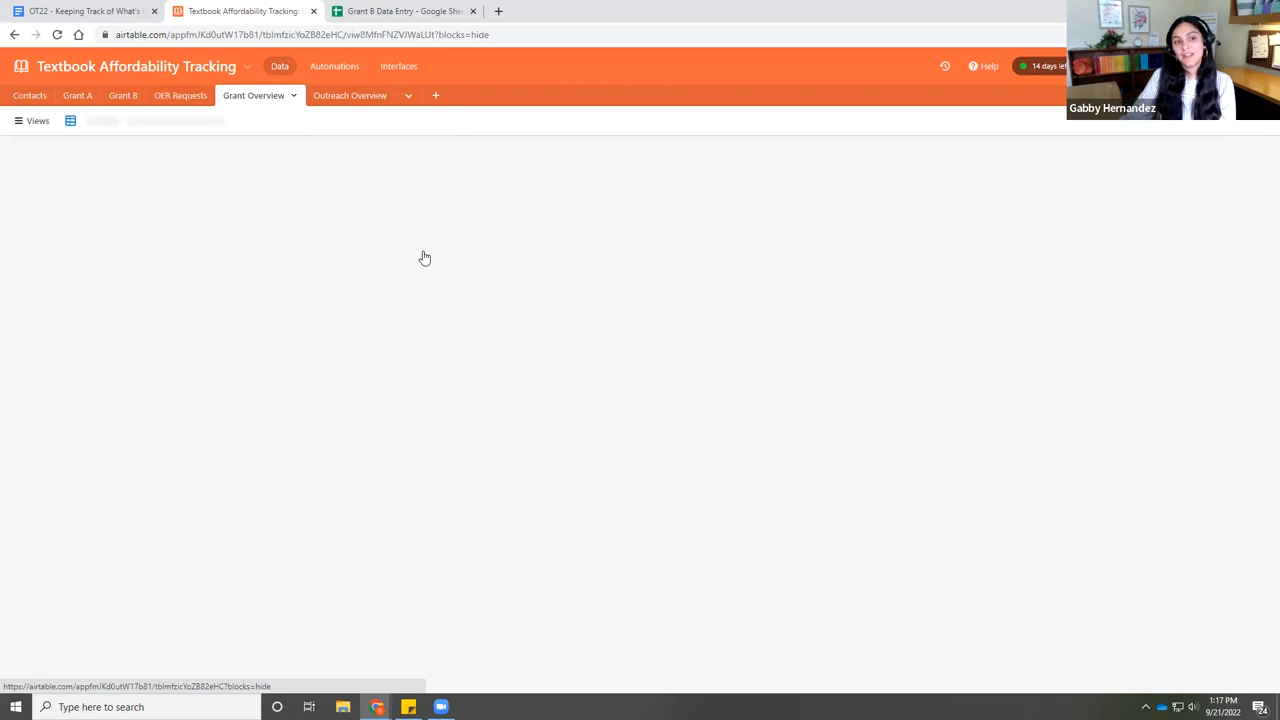 OT22 - Keeping Track of What's
Textbook Affordability Tracking:
Grant B Data Entry - Google She
airtable.com/appfmJKd0utW17b81/tblmfzicYoZB82eHC/viw8MfnFNZVJWaLUt?blocks=hide
Textbook Affordability Tracking
Data
Automations
Interfaces
Help
14 days left
Contacts
Grant A
Grant B
OER Requests
Grant Overview
Outreach Overview
Views
Gabby Hernandez
https://airtable.com/appfmJKd0utW17b81/tblmfzicYoZB82eHC?blocks=hide
Type here to search
1:17 PM
9/21/2022
24